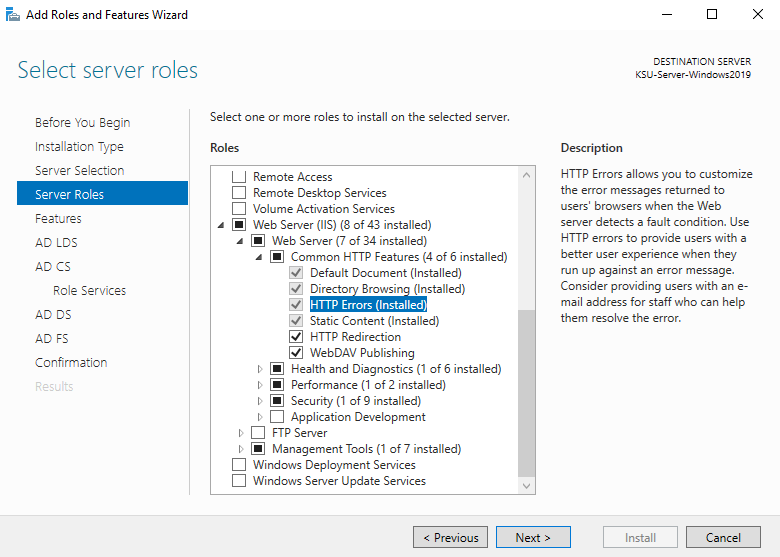 Add Roles and Features Wizard
Select server roles
DESTINATION SERVER
KSU-Server-Windows2019
Before You Begin
Installation Type
Server Selection
Server Roles
Features
AD LDS
AD CS
Role Services
AD DS
AD FS
Confirmation
Results
Select one or more roles to install on the selected server.
Roles
Remote Access
Remote Desktop Services
Volume Activation Services
Web Server (IIS) (8 of 43 installed)
Web Server (7 of 34 installed)
Common HTTP Features (4 of 6 installed)
Default Document (Installed)
Directory Browsing (Installed)
HTTP Errors (Installed)
Static Content (Installed)
HTTP Redirection
WebDAV Publishing
Health and Diagnostics (1 of 6 installed)
Performance (1 of 2 installed)
Security (1 of 9 installed)
Application Development
FTP Server
Management Tools (1 of 7 installed)
Windows Deployment Services
Windows Server Update Services
Description
HTTP Errors allows you to customize
the error messages returned to
users' browsers when the Web
server detects a fault condition. Use
HTTP errors to provide users with a
better user experience when they
run up against an error message.
Consider providing users with an e-
mail address for staff who can help
them resolve the error.
< Previous
Next >
Install
Cancel